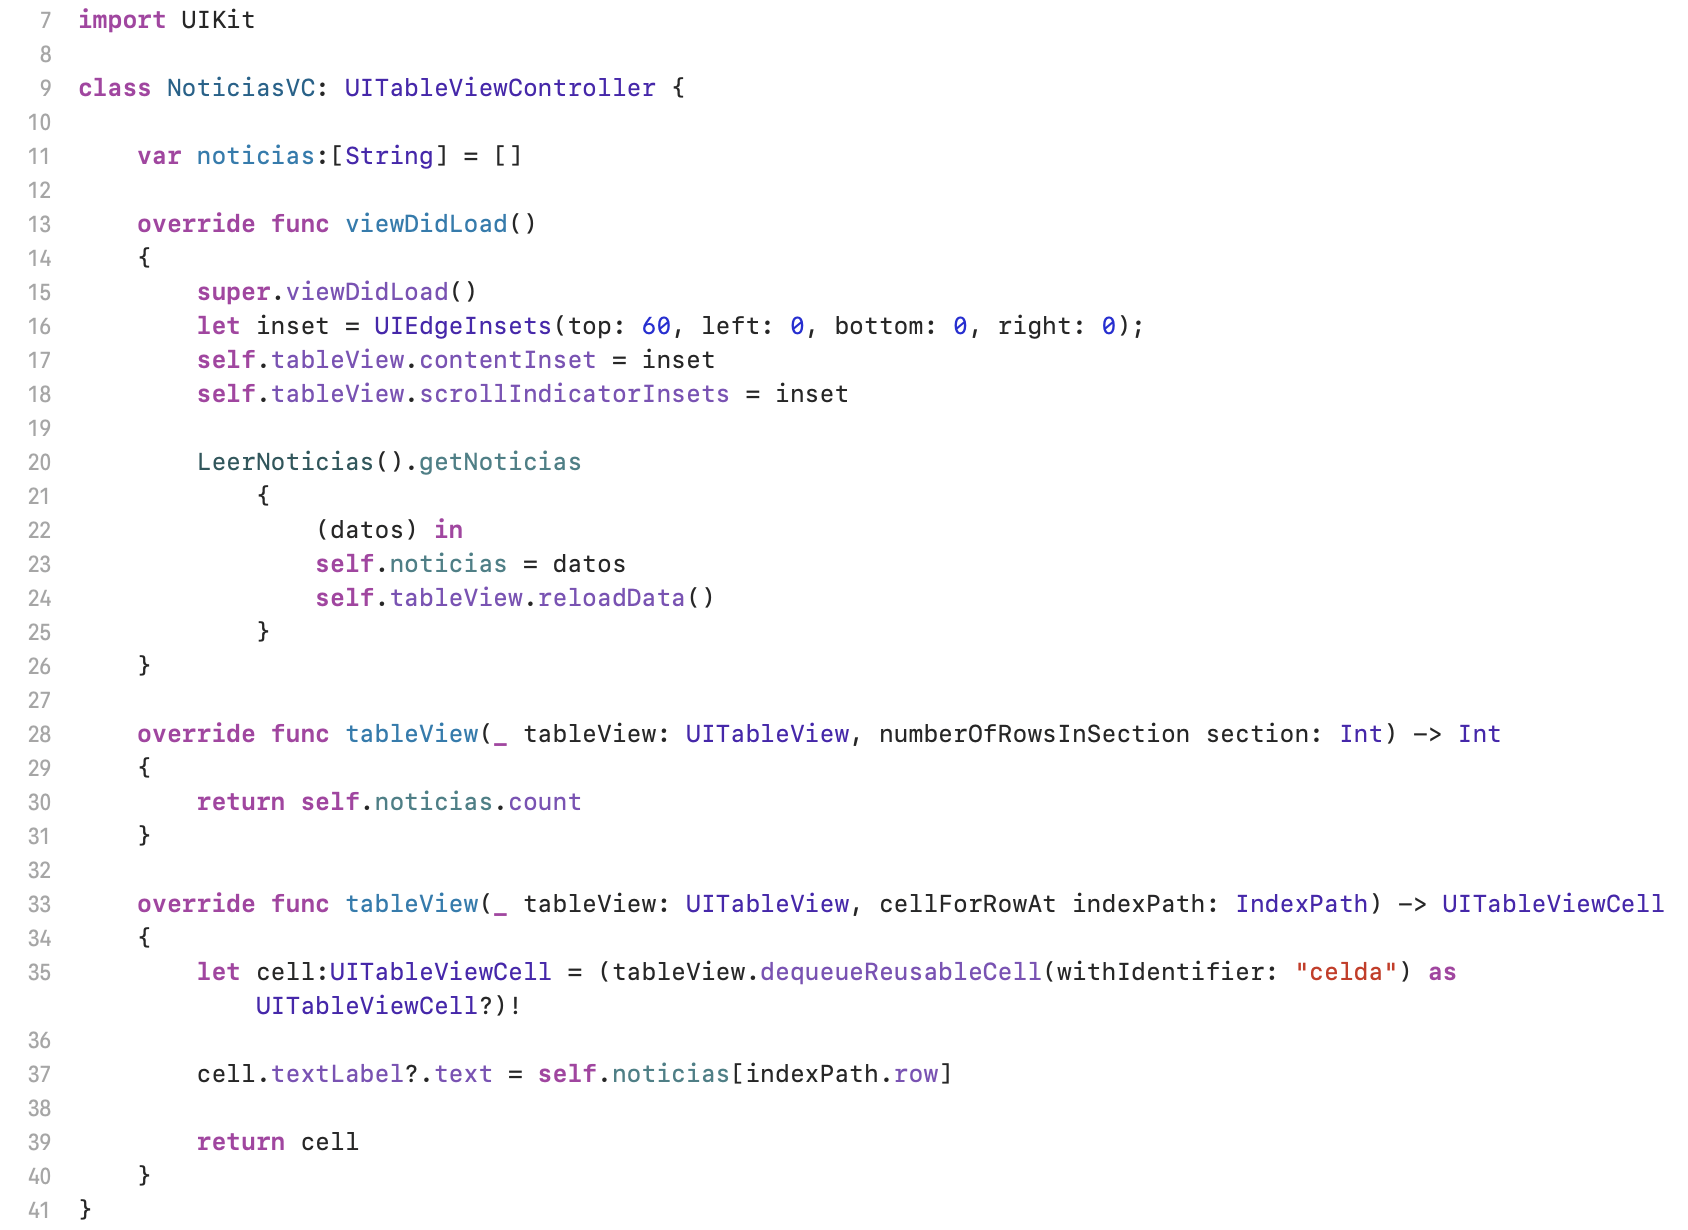 7 import UIKit
8
9 class NoticiasVC: UITableViewController {
10
11     var noticias:[String] = []
12
13     override func viewDidLoad()
14     {
15         super.viewDidLoad()
16         let inset = UIEdgeInsets(top: 60, left: 0, bottom: 0, right: 0);
17         self.tableView.contentInset = inset
18         self.tableView.scrollIndicatorInsets = inset
19
20         LeerNoticias().getNoticias
21             {
22                 (datos) in
23                 self.noticias = datos
24                 self.tableView.reloadData()
25             }
26     }
27
28     override func tableView(_ tableView: UITableView, numberOfRowsInSection section: Int) -> Int
29     {
30         return self.noticias.count
31     }
32
33     override func tableView(_ tableView: UITableView, cellForRowAt indexPath: IndexPath) -> UITableViewCell
34     {
35         let cell:UITableViewCell = (tableView.dequeueReusableCell(withIdentifier: "celda") as
            UITableViewCell?)!
36
37         cell.textLabel?.text = self.noticias[indexPath.row]
38
39         return cell
40     }
41 }